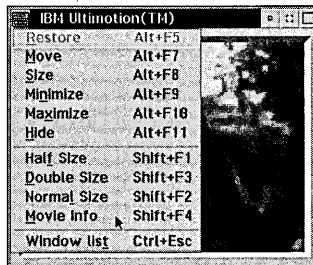 IBM Ultimotion(TM)
Restore Alt+F5
Move Alt+F7
Size Alt+F8
Minimize Alt+F9
Maximize Alt+F10
Hide Alt+F11
Half Size Shift+F1
Double Size Shift+F3
Normal Size Shift+F2
Movie Info Shift+F4
Window list Ctrl+Esc